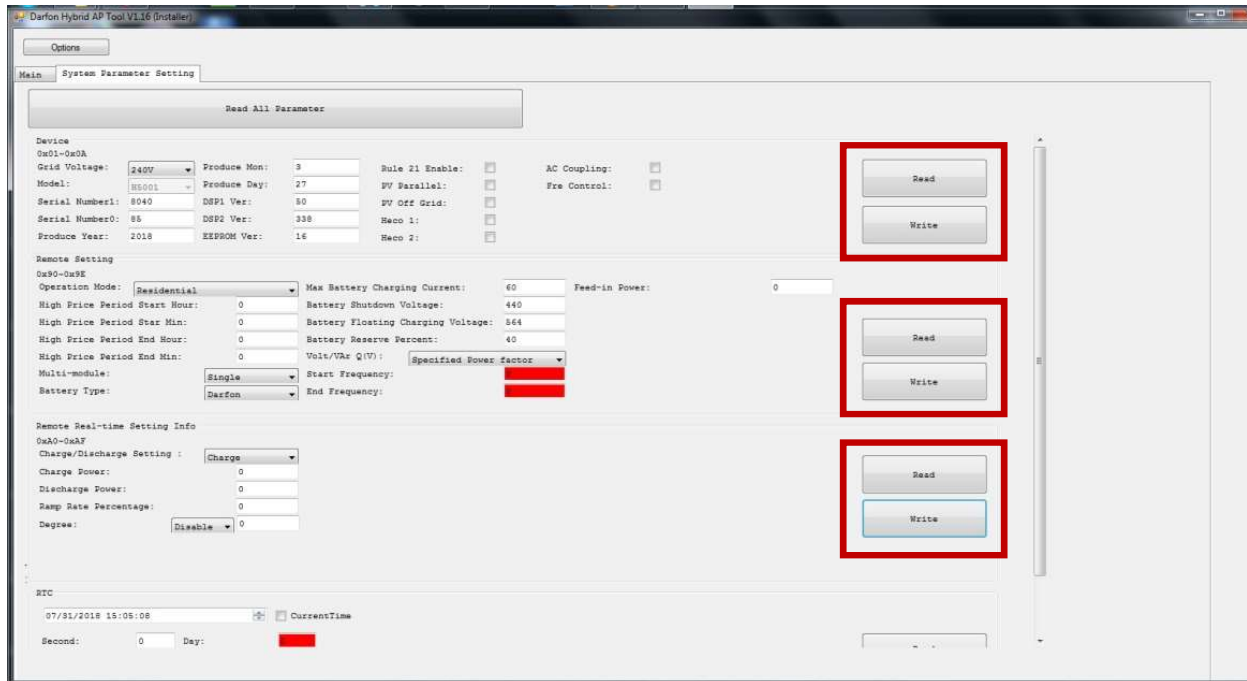 Darfon Hybrid AP Tool V1.16 (Installer)
Options
Main System Parameter Setting
Read All Parameter
Device
0x01~0x0A
Grid Voltage: 240V Produce Mon: 3 Rule 21 Enable: AC Coupling:
Model: H5001 Produce Day: 27 PV Parallel: Fre Control:
Serial Number1: 8040 DSP1 Ver: 50 PV Off Grid:
Serial Number0: 85 DSP2 Ver: 338 Heco 1:
Produce Year: 2018 EEPROM Ver: 16 Heco 2:
Read
Write
Remote Setting
0x90~0x9E
Operation Mode: Residential Max Battery Charging Current: 60 Feed-in Power: 0
High Price Period Start Hour: 0 Battery Shutdown Voltage: 440
High Price Period Star Min: 0 Battery Floating Charging Voltage: 564
High Price Period End Hour: 0 Battery Reserve Percent: 40
High Price Period End Min: 0 Volt/VAr Q(V): Specified Power factor
Multi-module: Single Start Frequency:
Battery Type: Darfon End Frequency:
Read
Write
Remote Real-time Setting Info
0xA0~0xAF
Charge/Discharge Setting : Charge
Charge Power: 0
Discharge Power: 0
Ramp Rate Percentage: 0
Degree: Disable 0
Read
Write
RTC
07/31/2018 15:05:08 CurrentTime
Second: 0 Day: